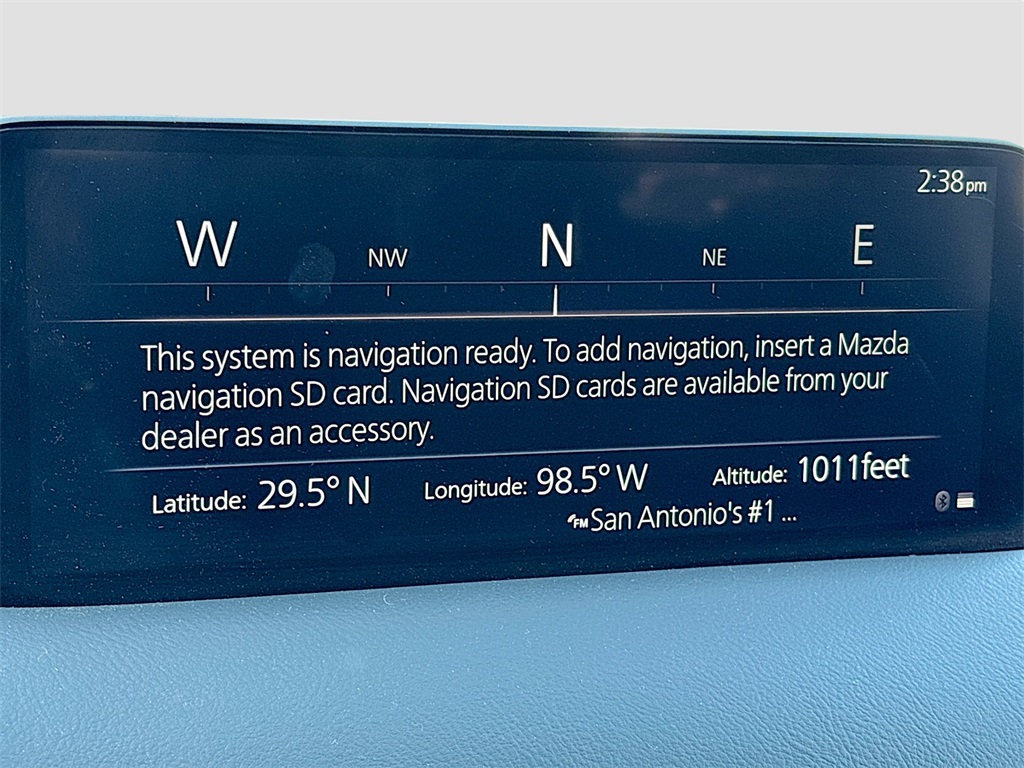 2:38pm
W NW N NE E
This system is navigation ready. To add navigation, insert a Mazda
navigation SD card. Navigation SD cards are available from your
dealer as an accessory.
Latitude: 29.5° N Longitude: 98.5° W Altitude: 1011feet
FM San Antonio's #1 ...